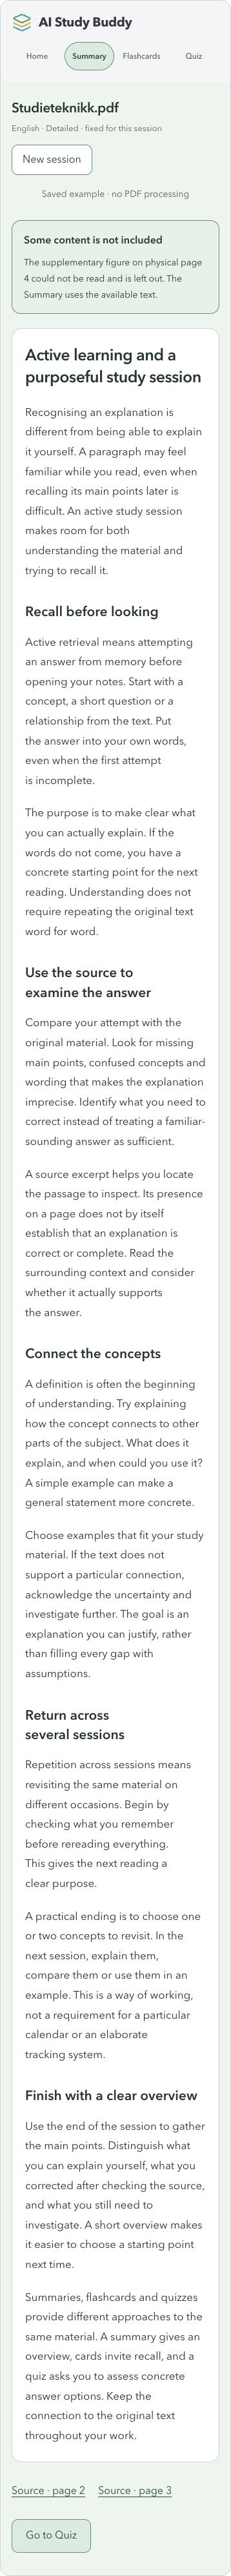 AI Study Buddy
Home Summary Flashcards Quiz
Studieteknikk.pdf
English · Detailed · fixed for this session
New session
Saved example · no PDF processing
Some content is not included
The supplementary figure on physical page
4 could not be read and is left out. The
Summary uses the available text.
Active learning and a
purposeful study session
Recognising an explanation is
different from being able to explain
it yourself. A paragraph may feel
familiar while you read, even when
recalling its main points later is
difficult. An active study session
makes room for both
understanding the material and
trying to recall it.
Recall before looking
Active retrieval means attempting
an answer from memory before
opening your notes. Start with a
concept, a short question or a
relationship from the text. Put
the answer into your own words,
even when the first attempt
is incomplete.
The purpose is to make clear what
you can actually explain. If the
words do not come, you have a
concrete starting point for the next
reading. Understanding does not
require repeating the original text
word for word.
Use the source to
examine the answer
Compare your attempt with the
original material. Look for missing
main points, confused concepts and
wording that makes the explanation
imprecise. Identify what you need to
correct instead of treating a familiar-
sounding answer as sufficient.
A source excerpt helps you locate
the passage to inspect. Its presence
on a page does not by itself
establish that an explanation is
correct or complete. Read the
surrounding context and consider
whether it actually supports
the answer.
Connect the concepts
A definition is often the beginning
of understanding. Try explaining
how the concept connects to other
parts of the subject. What does it
explain, and when could you use it?
A simple example can make a
general statement more concrete.
Choose examples that fit your study
material. If the text does not
support a particular connection,
acknowledge the uncertainty and
investigate further. The goal is an
explanation you can justify, rather
than filling every gap with
assumptions.
Return across
several sessions
Repetition across sessions means
revisiting the same material on
different occasions. Begin by
checking what you remember
before rereading everything.
This gives the next reading a
clear purpose.
A practical ending is to choose one
or two concepts to revisit. In the
next session, explain them,
compare them or use them in an
example. This is a way of working,
not a requirement for a particular
calendar or an elaborate
tracking system.
Finish with a clear overview
Use the end of the session to gather
the main points. Distinguish what
you can explain yourself, what you
corrected after checking the source,
and what you still need to
investigate. A short overview makes
it easier to choose a starting point
next time.
Summaries, flashcards and quizzes
provide different approaches to the
same material. A summary gives an
overview, cards invite recall, and a
quiz asks you to assess concrete
answer options. Keep the
connection to the original text
throughout your work.
Source · page 2 Source · page 3
Go to Quiz